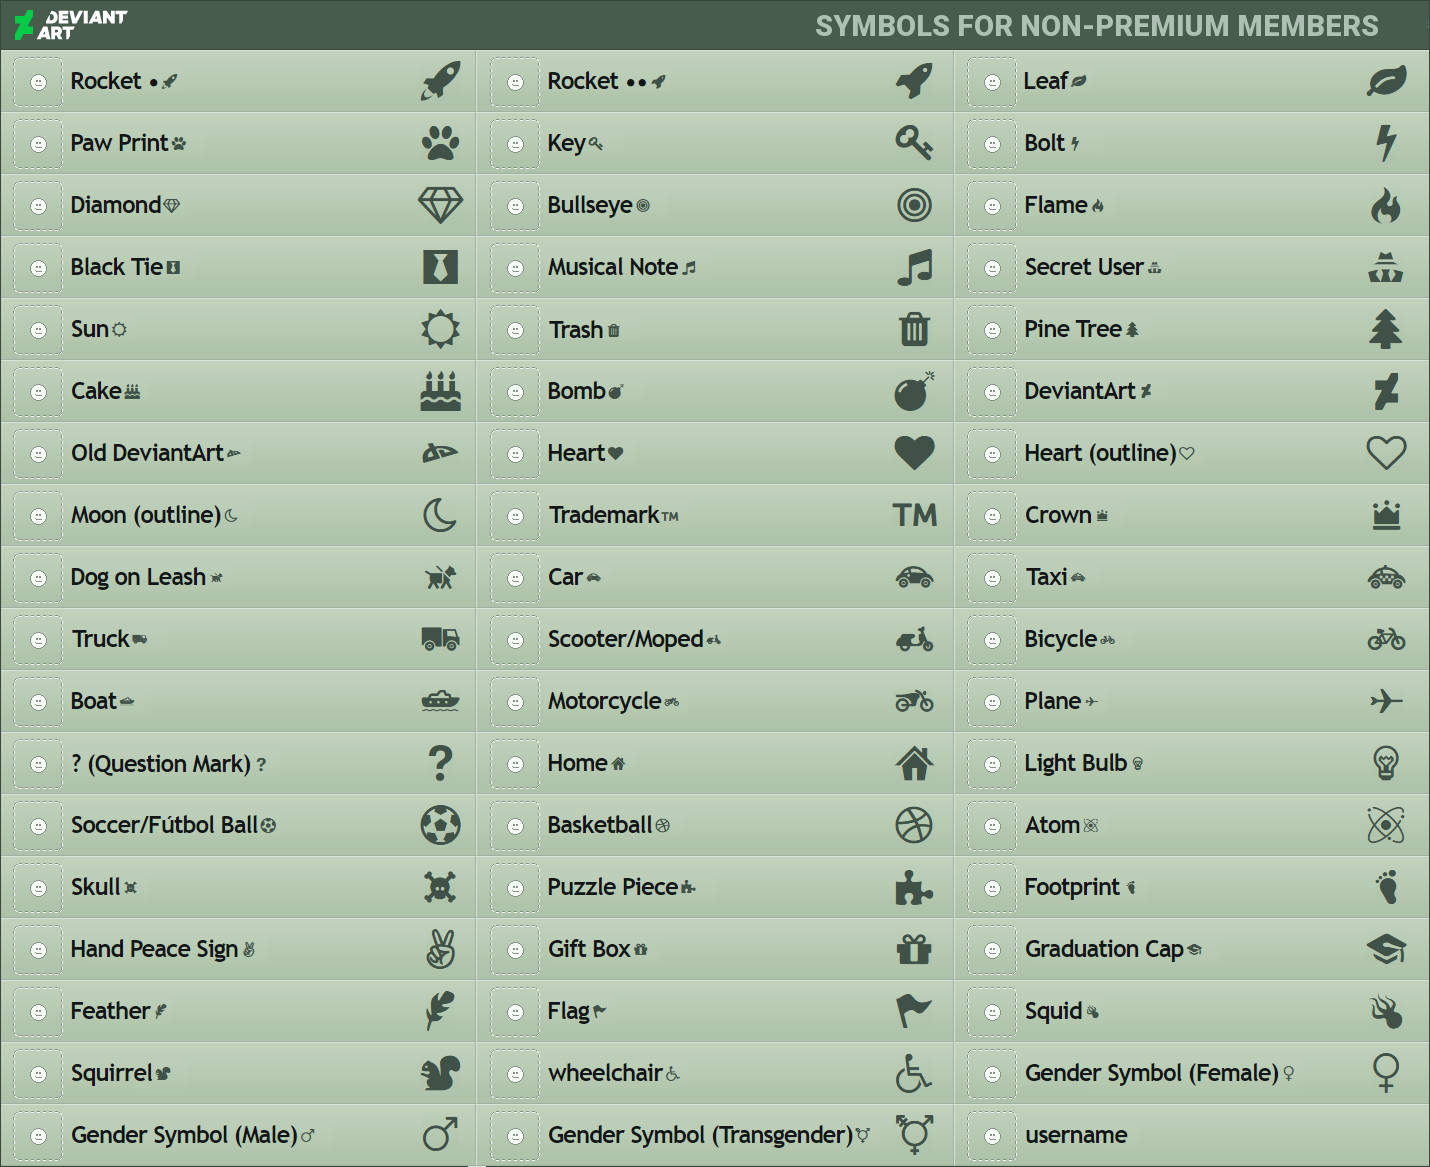 DEVIANT
ART
SYMBOLS FOR NON-PREMIUM MEMBERS
Rocket
Rocket
Leaf
Paw Print
Key
Bolt
Diamond
Bullseye
Flame
Black Tie
Musical Note
Secret User
Sun
Trash
Pine Tree
Cake
Bomb
DeviantArt
Old DeviantArt
Heart
Heart (outline)
Moon (outline)
Trademark TM
TM
Crown
Dog on Leash
Car
Taxi
Truck
Scooter/Moped
Bicycle
Boat
Motorcycle
Plane
? (Question Mark) ?
?
Home
Light Bulb
Soccer/Fútbol Ball
Basketball
Atom
Skull
Puzzle Piece
Footprint
Hand Peace Sign
Gift Box
Graduation Cap
Feather
Flag
Squid
Squirrel
wheelchair
Gender Symbol (Female) ♀
♀
Gender Symbol (Male) ♂
♂
Gender Symbol (Transgender)
username